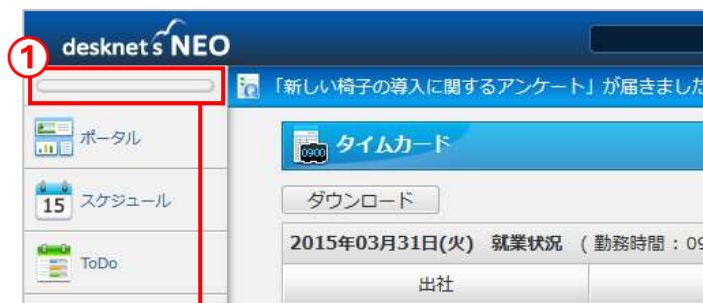 desknet's NEO
1
「新しい椅子の導入に関するアンケート」が届きました
ポータル
0900
タイムカード
15
スケジュール
ダウンロード
2015年03月31日(火) 就業状況 ( 勤務時間 : 09
ToDo
出社